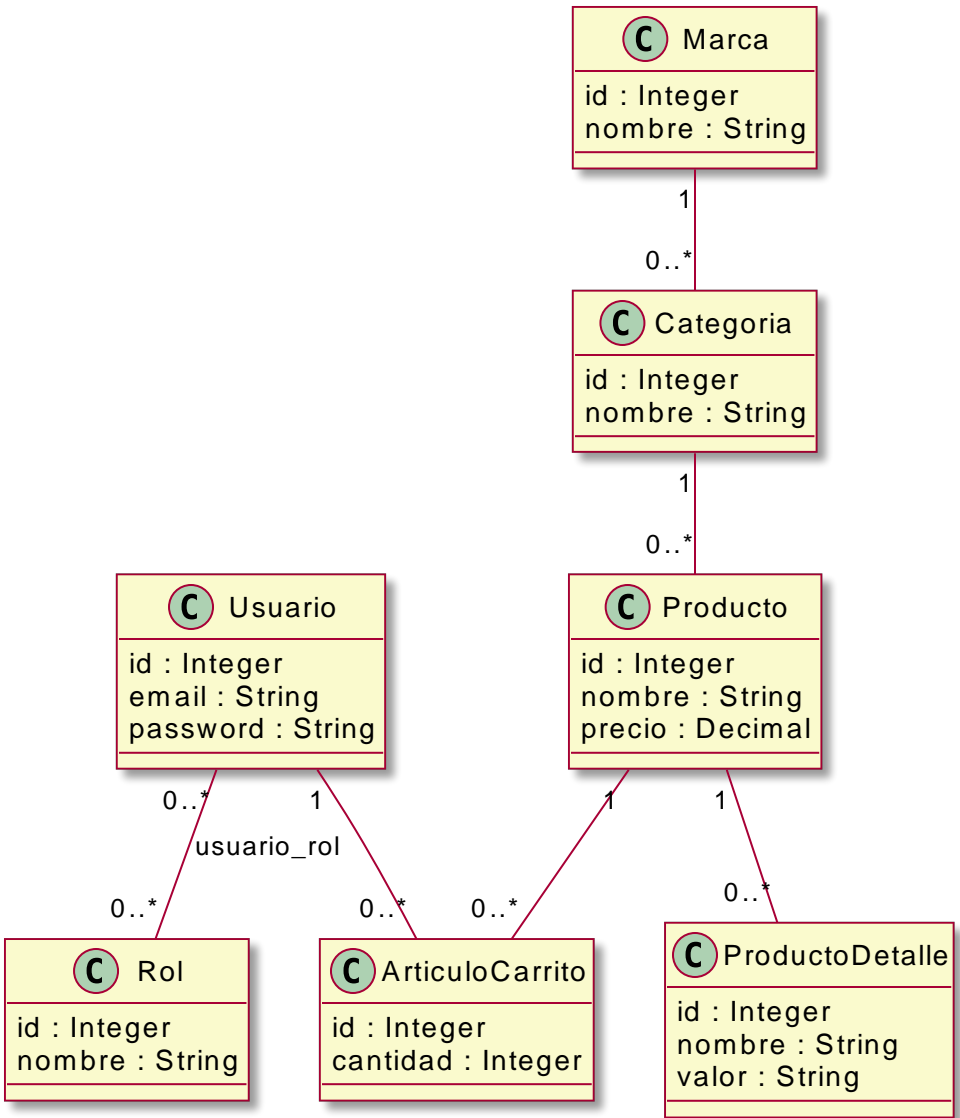 C Marca
id : Integer
nombre : String
1
0..*
C Categoria
id : Integer
nombre : String
1
0..*
C Usuario
id : Integer
email : String
password : String
C Producto
id : Integer
nombre : String
precio : Decimal
0..*
1
1
1
usuario_rol
0..*
0..*
0..*
0..*
C Rol
id : Integer
nombre : String
C ArticuloCarrito
id : Integer
cantidad : Integer
C ProductoDetalle
id : Integer
nombre : String
valor : String